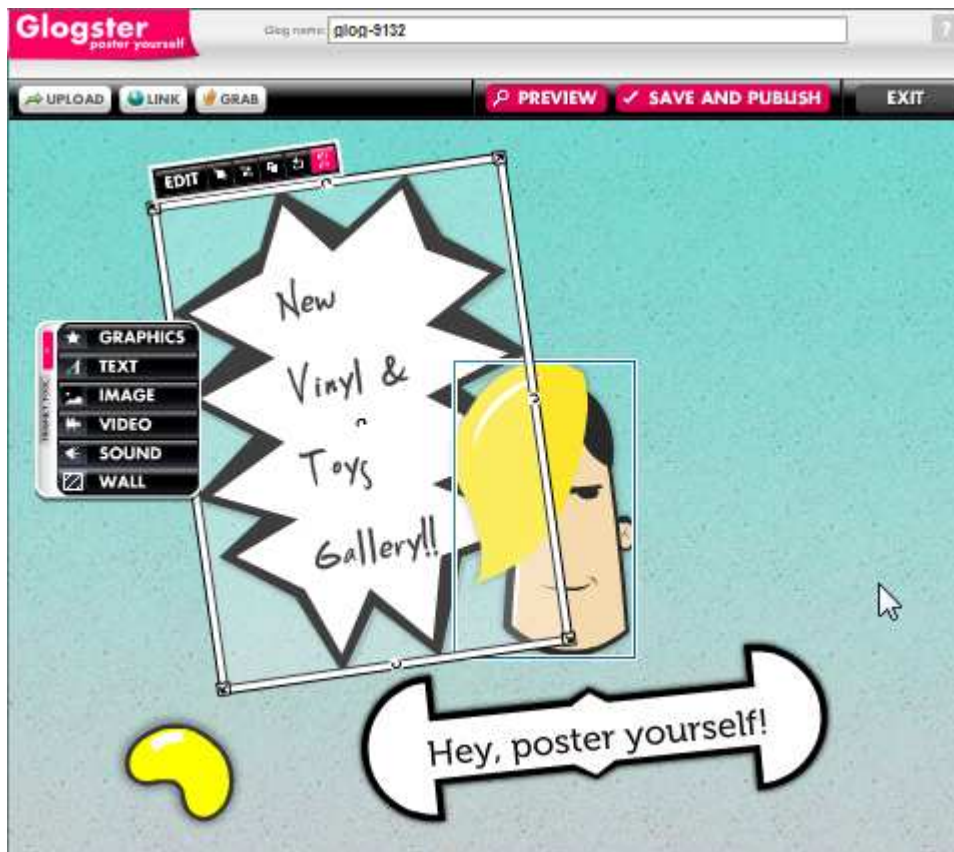 Glogster
poster yourself
Glog name: glog-9132
?
UPLOAD LINK GRAB PREVIEW SAVE AND PUBLISH EXIT
EDIT
New
Vinyl &
Toys
Gallery!!
GRAPHICS
TEXT
IMAGE
VIDEO
SOUND
WALL
Hey, poster yourself!